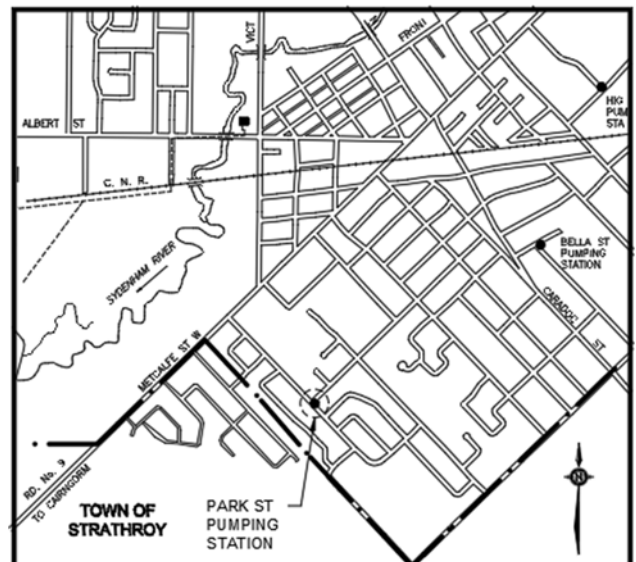 VICT
FRONT
ALBERT ST
HIG
PUM
STA
C. N. R.
SYDENHAM RIVER
BELLA ST
PUMPING
STATION
CARADOC ST
METCALFE ST W
RD. No. 9
TO CAIRNGORM
TOWN OF
STRATHROY
PARK ST
PUMPING
STATION
N